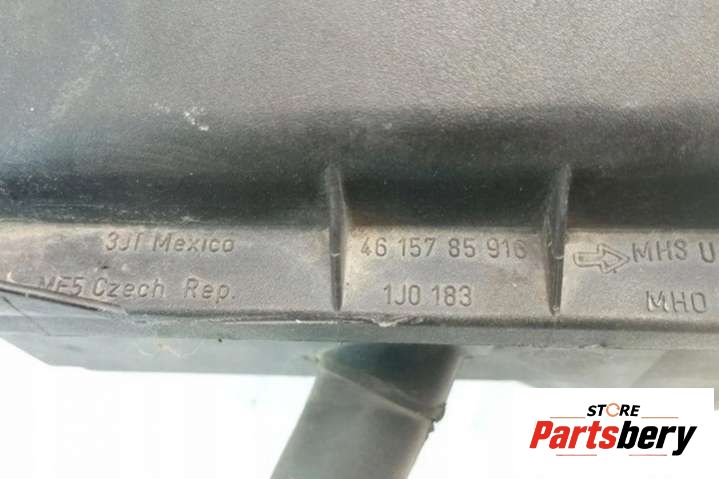 3JT Mexico
MF5 Czech Rep.
46 157 85 916
1J0 183
MHS U
MHO
STORE
Partsbery